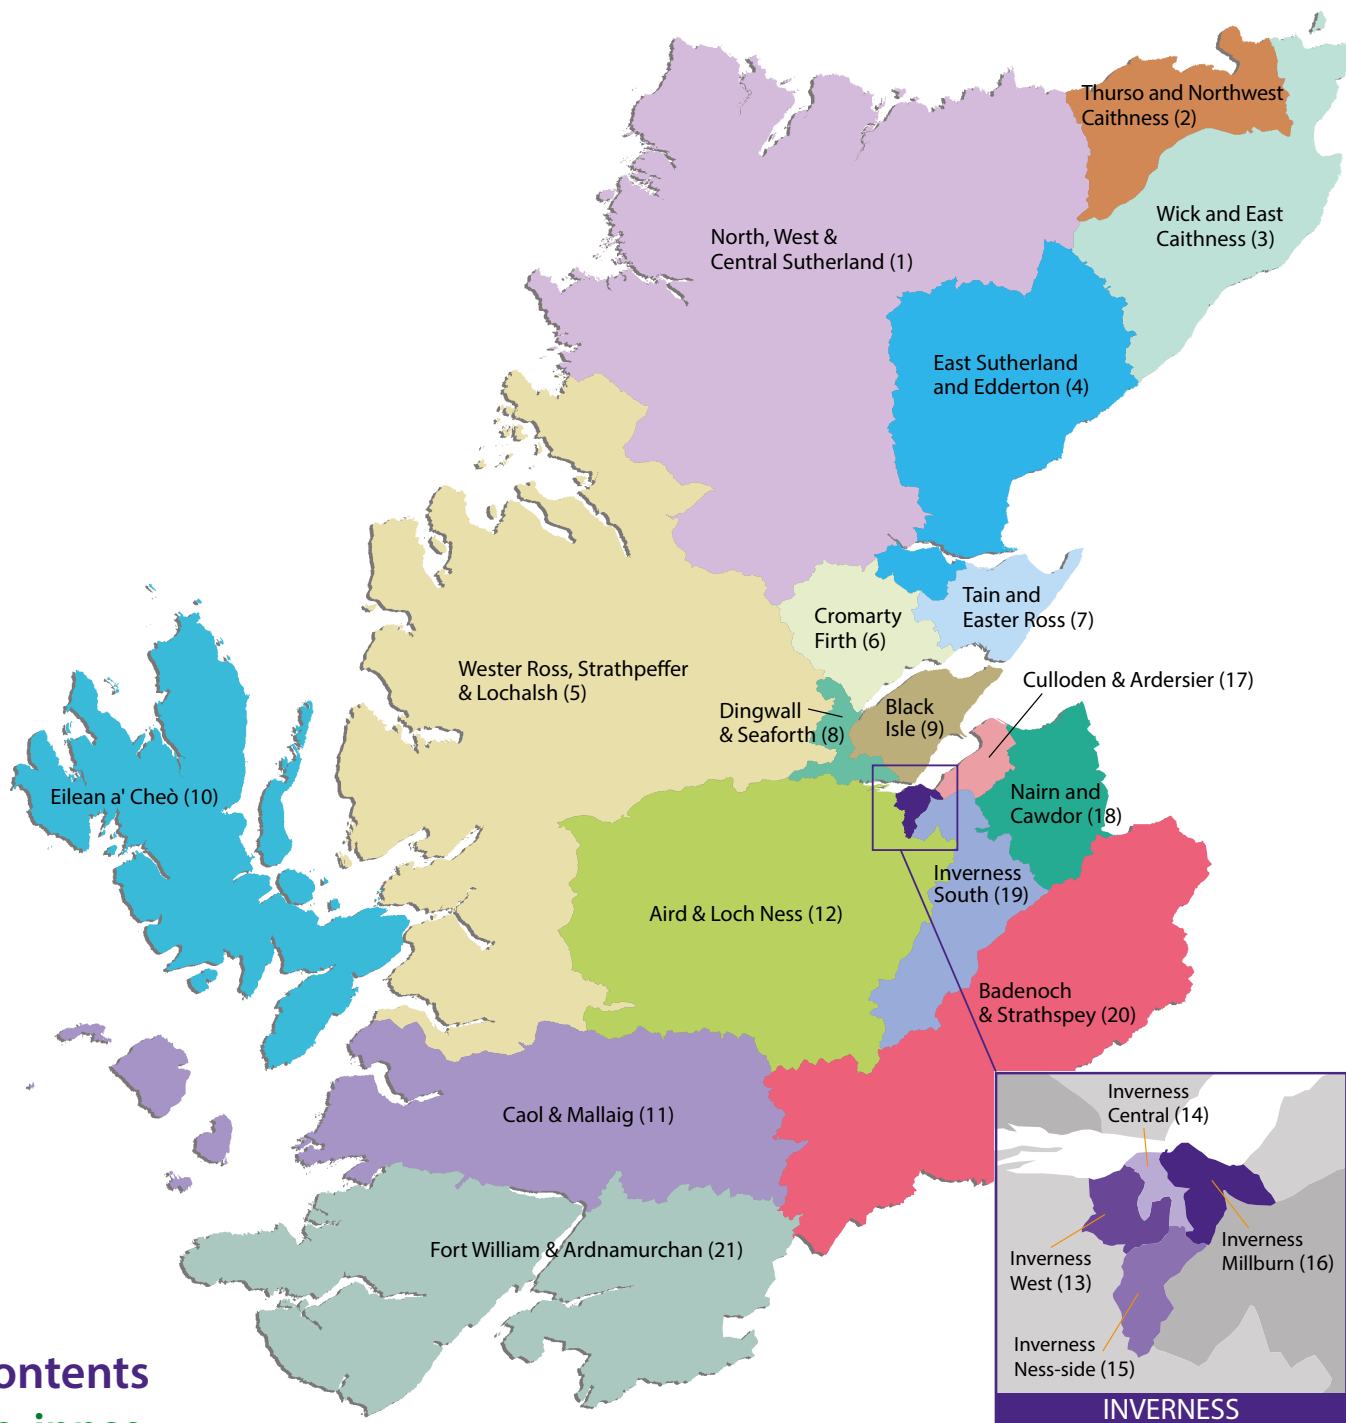 Thurso and Northwest
Caithness (2)
Wick and East
Caithness (3)
North, West &
Central Sutherland (1)
East Sutherland
and Edderton (4)
Tain and
Easter Ross (7)
Cromarty
Firth (6)
Wester Ross, Strathpeffer
& Lochalsh (5)
Culloden & Ardersier (17)
Dingwall
& Seaforth (8)
Black
Isle (9)
Eilean a' Cheò (10)
Nairn and
Cawdor (18)
Inverness
South (19)
Aird & Loch Ness (12)
Badenoch
& Strathspey (20)
Caol & Mallaig (11)
Fort William & Ardnamurchan (21)
Inverness
Central (14)
Inverness
West (13)
Inverness
Millburn (16)
Inverness
Ness-side (15)
INVERNESS
ontents